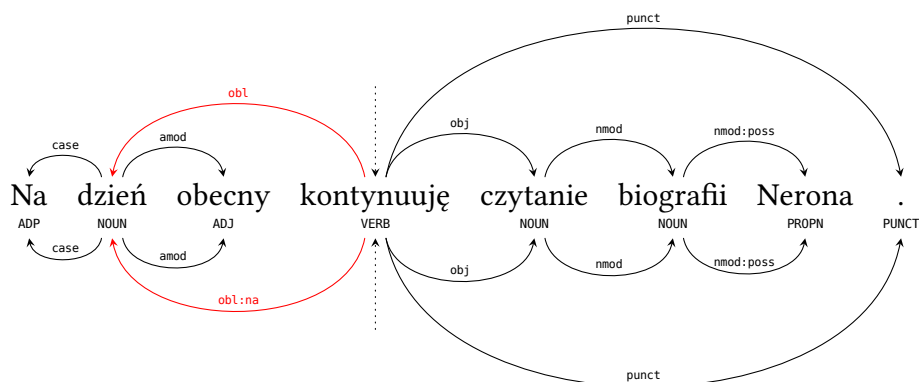 punct
obl
case amod obj nmod nmod:poss
Na dzień obecny kontynuuję czytanie biografii Nerona .
ADP NOUN ADJ VERB NOUN NOUN PROPN PUNCT
case amod obj nmod nmod:poss
obl:na
punct